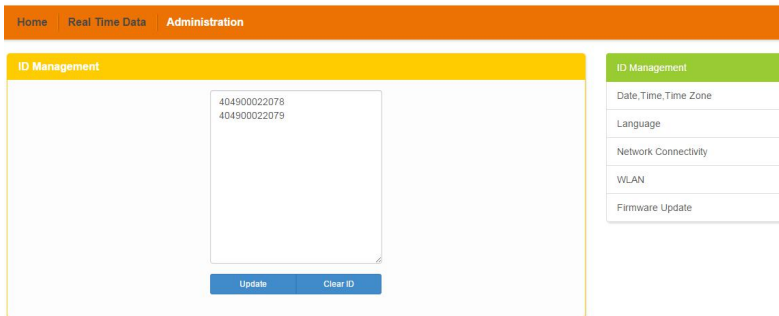 Home Real Time Data Administration
ID Management
404900022078
404900022079
Update Clear ID
ID Management
Date,Time,Time Zone
Language
Network Connectivity
WLAN
Firmware Update